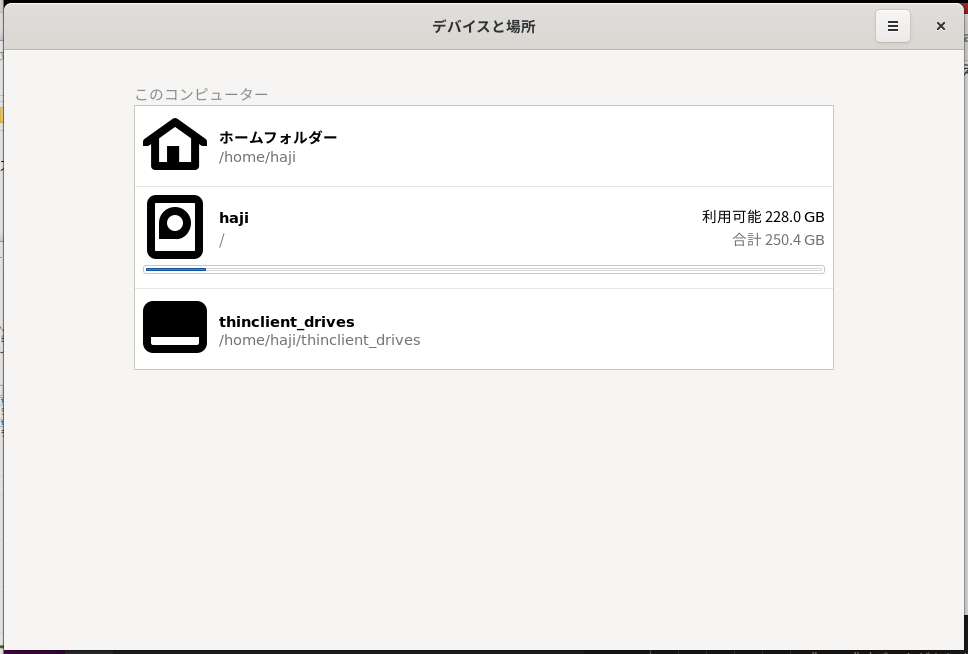 デバイスと場所
このコンピューター
ホームフォルダー
/home/haji
haji
利用可能 228.0 GB
/
合計 250.4 GB
thinclient_drives
/home/haji/thinclient_drives